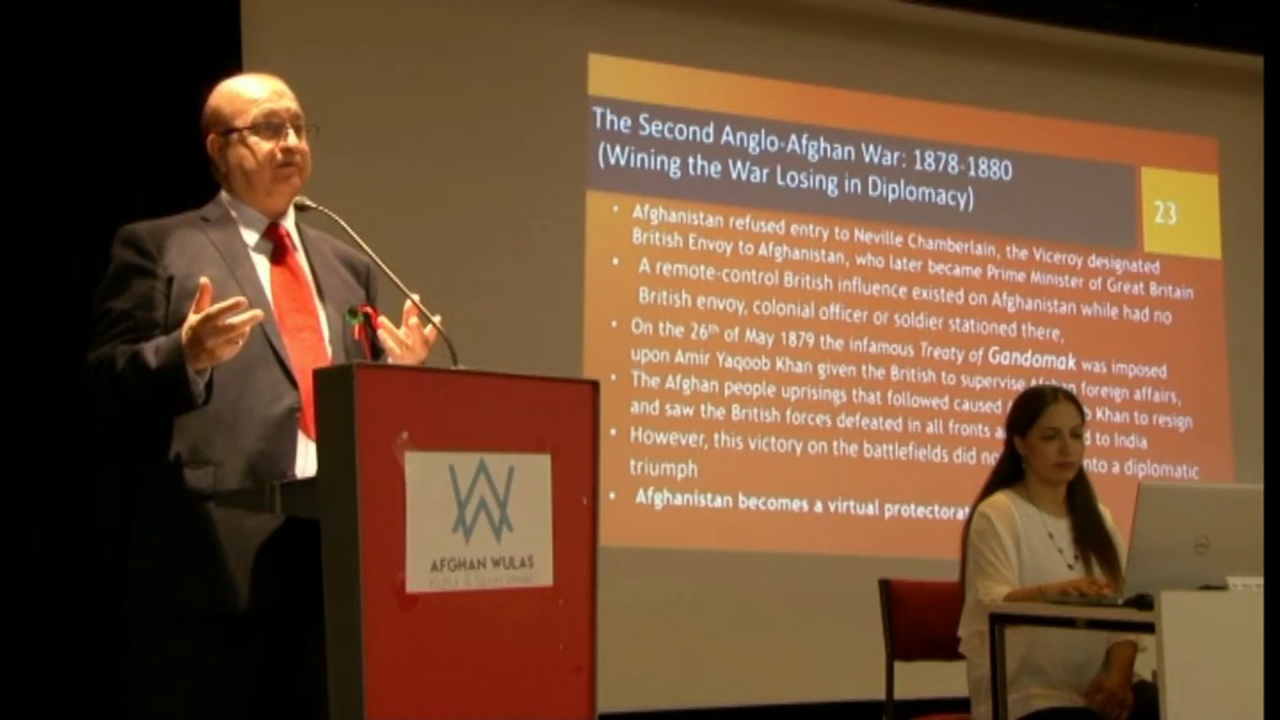 The Second Anglo-Afghan War: 1878-1880
(Wining the War Losing in Diplomacy)
23
• Afghanistan refused entry to Neville Chamberlain, the Viceroy designated
British Envoy to Afghanistan, who later became Prime Minister of Great Britain
• A remote-control British influence existed on Afghanistan while had no
British envoy, colonial officer or soldier stationed there,
• On the 26th of May 1879 the infamous Treaty of Gandomak was imposed
upon Amir Yaqoob Khan given the British to supervise Afghan foreign affairs,
• The Afghan people uprisings that followed caused Khan to resign
and saw the British forces defeated in all fronts to India
• However, this victory on the battlefields did a diplomatic
triumph
• Afghanistan becomes a virtual
AFGHAN WULAS
DELL